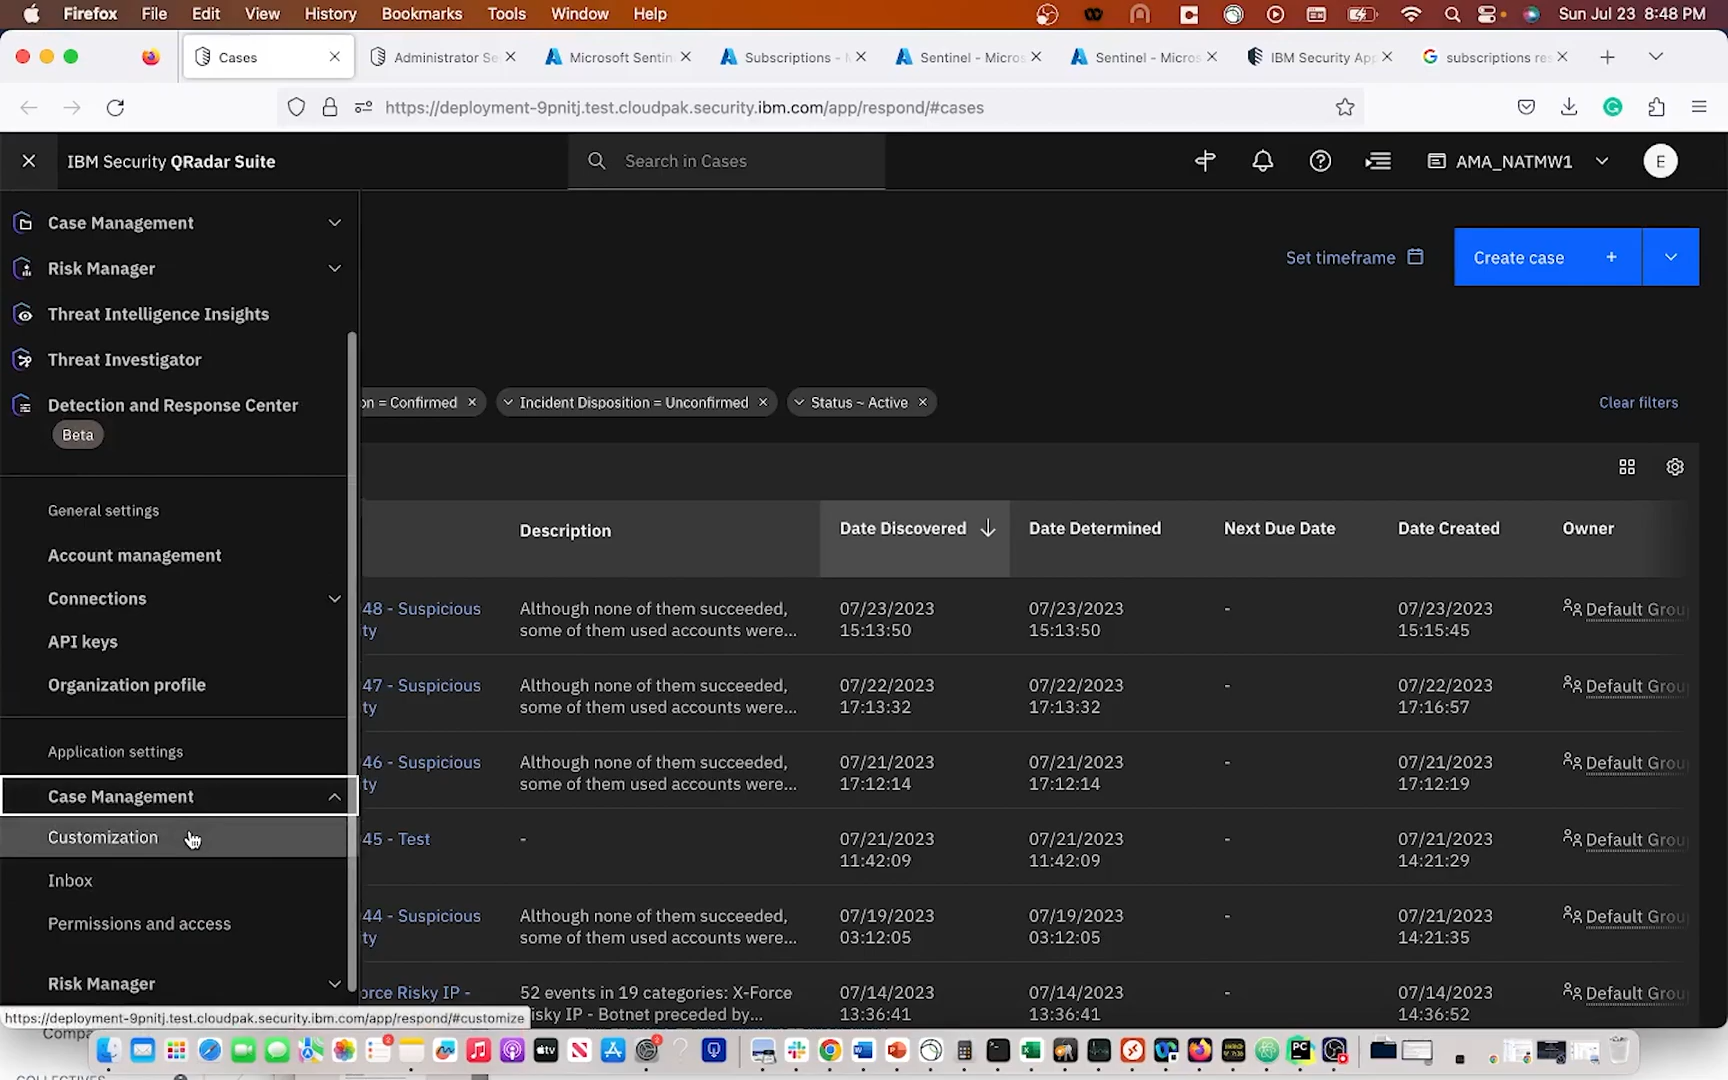 Firefox File Edit View History Bookmarks Tools Window Help Sun Jul 23 8:48 PM
Cases Administrator Se Microsoft Sentin Subscriptions - Sentinel - Micros Sentinel - Micros IBM Security App subscriptions re
https://deployment-9pnitj.test.cloudpak.security.ibm.com/app/respond/#cases
IBM Security QRadar Suite Search in Cases AMA_NATMW1 E
Case Management
Risk Manager
Threat Intelligence Insights
Threat Investigator
Detection and Response Center
Beta
General settings
Account management
Connections
API keys
Organization profile
Application settings
Case Management
Customization
Inbox
Permissions and access
Risk Manager
https://deployment-9pnitj.test.cloudpak.security.ibm.com/app/respond/#customize
Set timeframe Create case +
on = Confirmed × Incident Disposition = Unconfirmed × Status ~ Active × Clear filters
Description Date Discovered Date Determined Next Due Date Date Created Owner
48 - Suspicious Although none of them succeeded, 07/23/2023 07/23/2023 - 07/23/2023 Default Grou
ty some of them used accounts were... 15:13:50 15:13:50 15:15:45
47 - Suspicious Although none of them succeeded, 07/22/2023 07/22/2023 - 07/22/2023 Default Grou
ty some of them used accounts were... 17:13:32 17:13:32 17:16:57
46 - Suspicious Although none of them succeeded, 07/21/2023 07/21/2023 - 07/21/2023 Default Grou
ty some of them used accounts were... 17:12:14 17:12:14 17:12:19
45 - Test - 07/21/2023 07/21/2023 - 07/21/2023 Default Grou
11:42:09 11:42:09 14:21:29
44 - Suspicious Although none of them succeeded, 07/19/2023 07/19/2023 - 07/21/2023 Default Grou
ty some of them used accounts were... 03:12:05 03:12:05 14:21:35
orce Risky IP - 52 events in 19 categories: X-Force 07/14/2023 07/14/2023 - 07/14/2023 Default Grou
isky IP - Botnet preceded by... 13:36:41 13:36:41 14:36:52
Compa